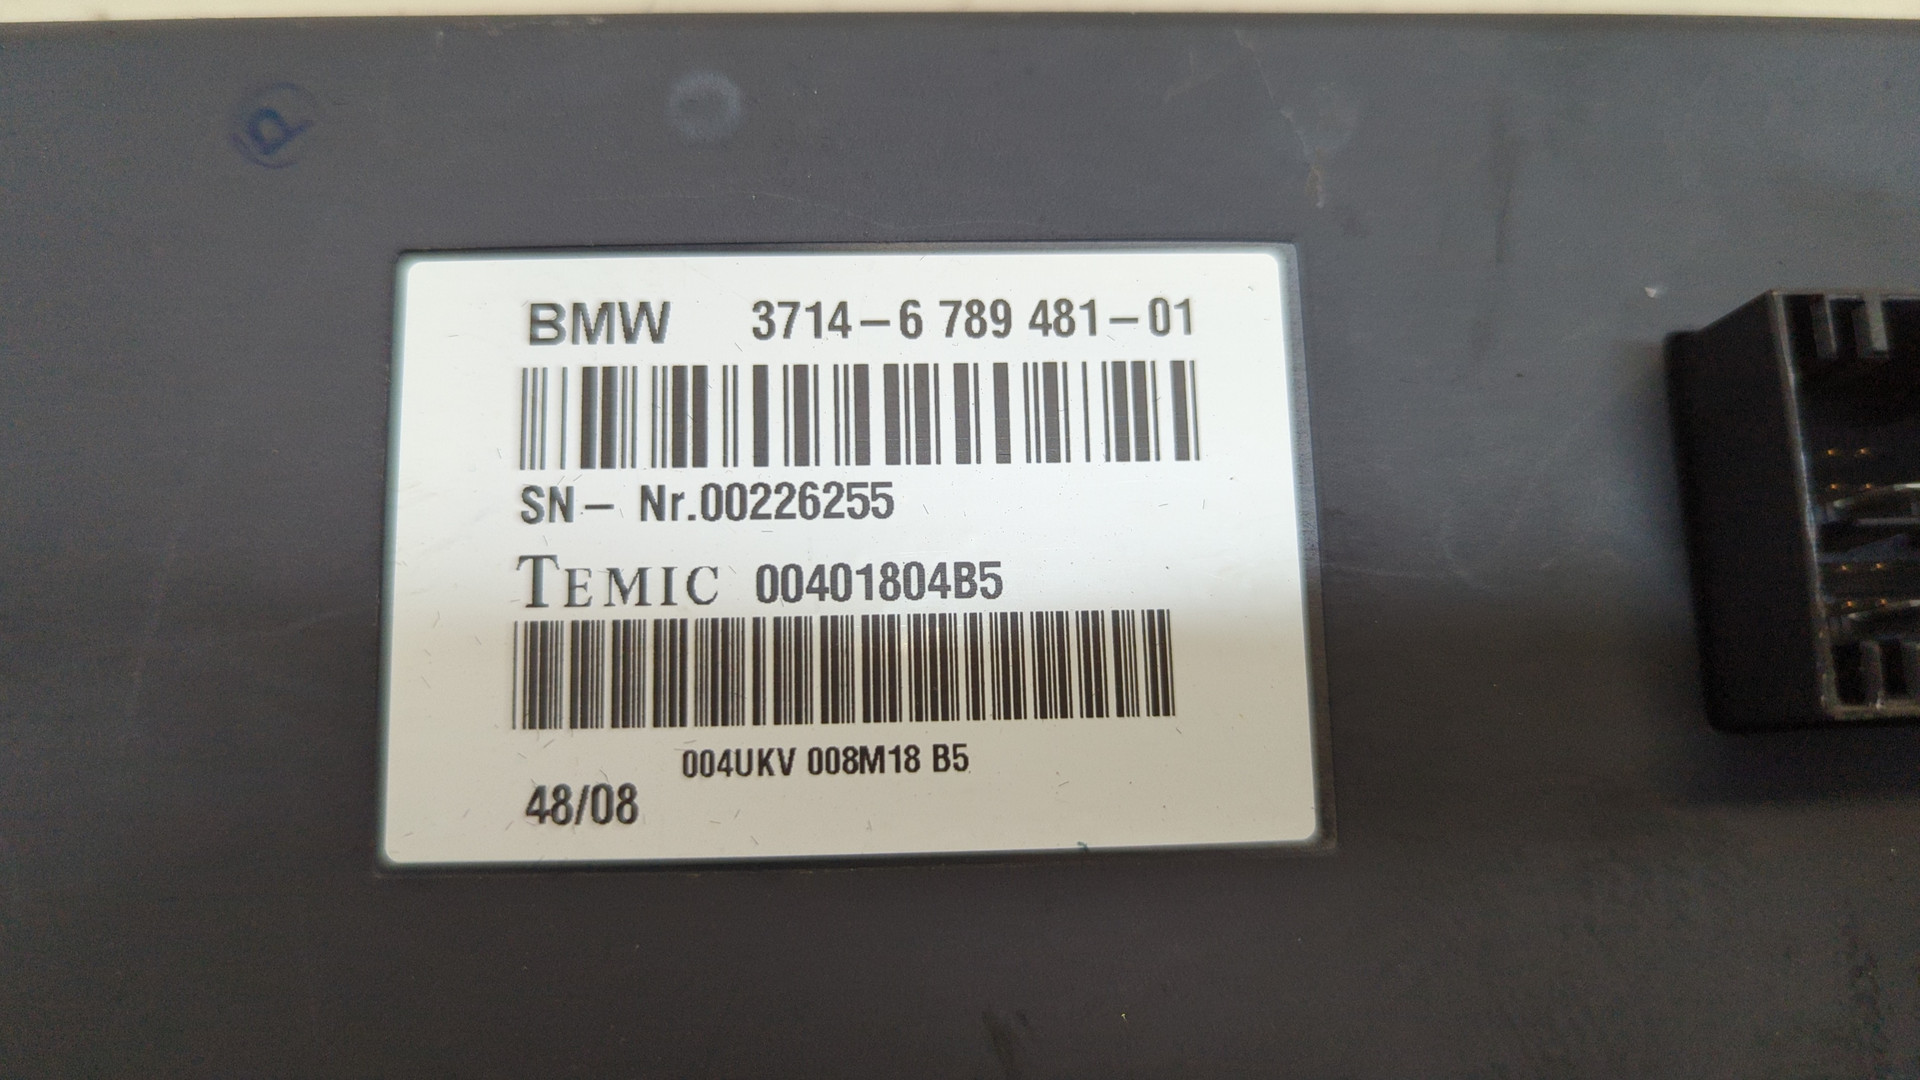 BMW 3714-6 789 481-01
SN- Nr.00226255
TEMIC 00401804B5
004UKV 008M18 B5
48/08